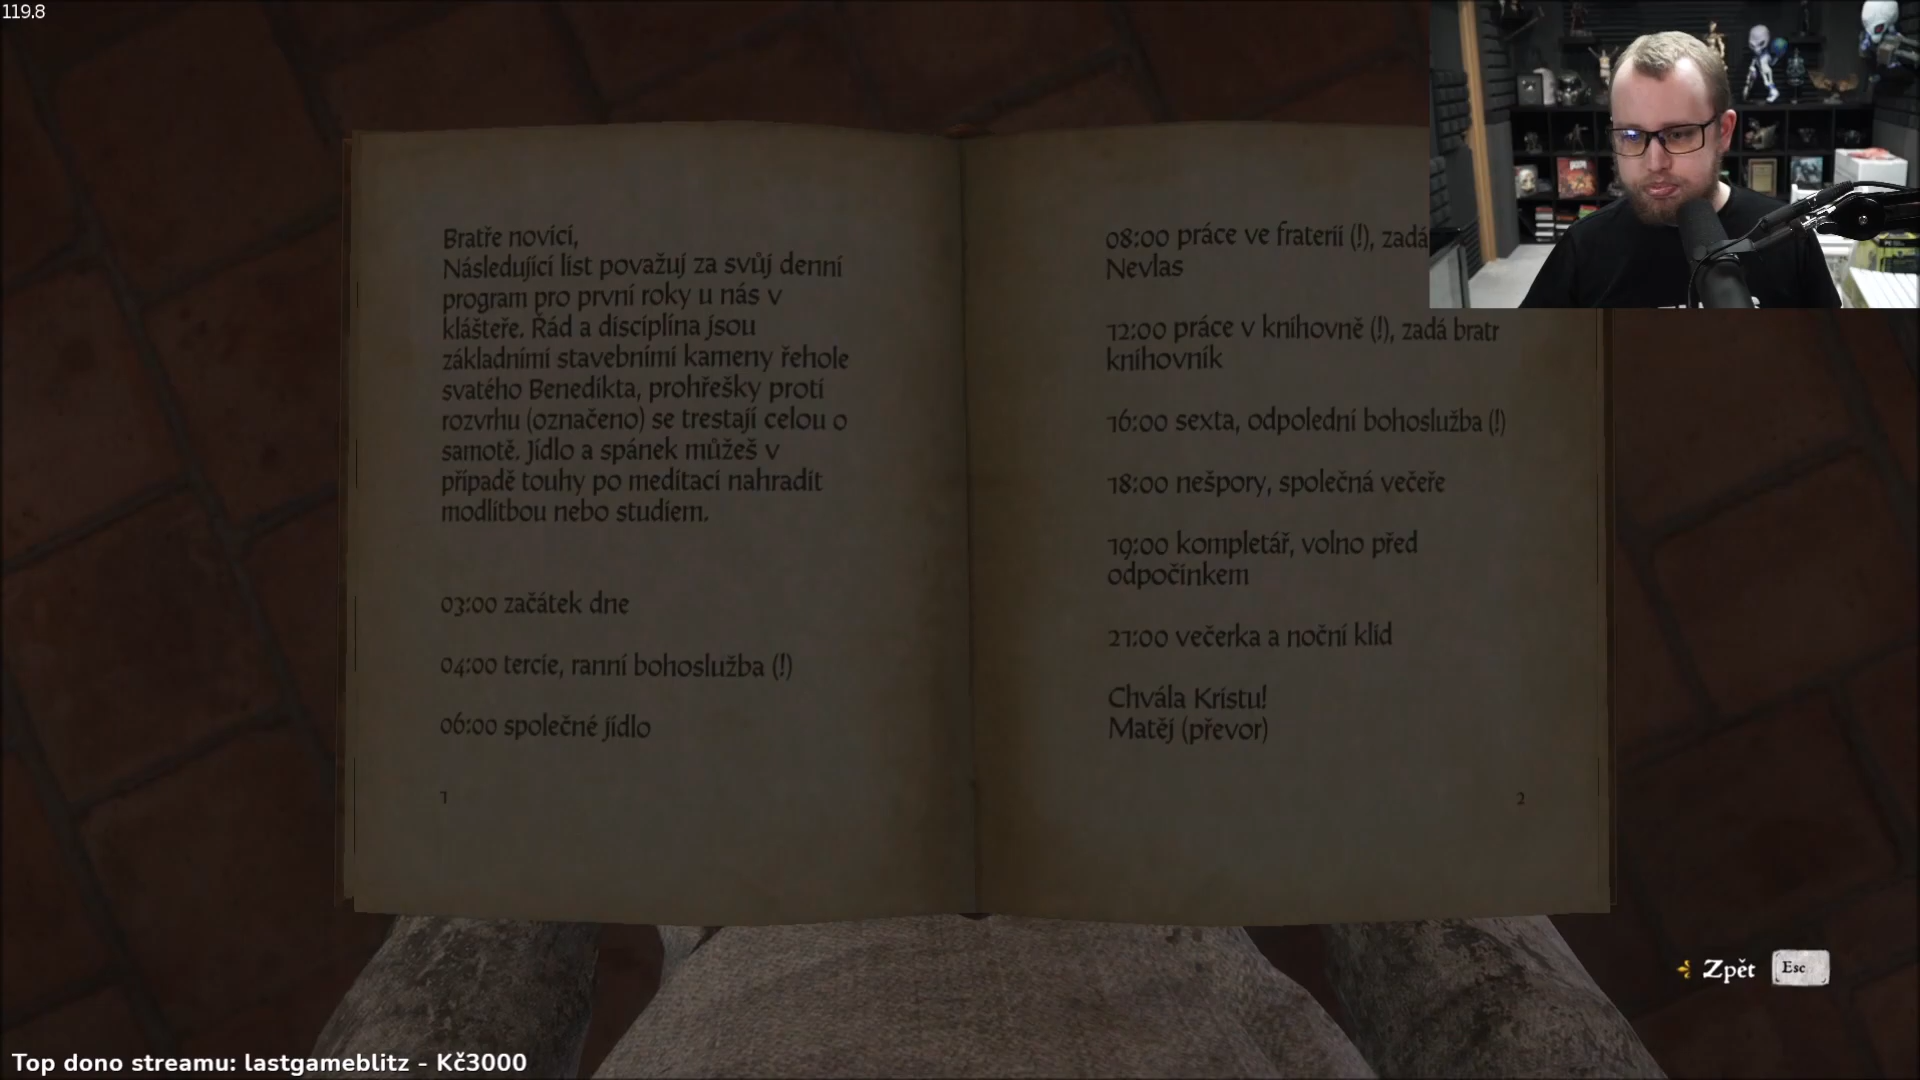 119.8
Bratře novící,
Následující list považuj za svůj denní
program pro první roky u nás v
klášteře. Řád a disciplína jsou
základními stavebními kameny řehole
svatého Benedikta, prohřešky proti
rozvrhu (označeno) se trestají celou o
samotě. Jídlo a spánek můžeš v
případě touhy po meditaci nahradit
modlitbou nebo studiem.
03:00 začátek dne
04:00 tercie, ranní bohoslužba (!)
06:00 společné jídlo
1
08:00 práce ve fraterii (!), zadá
Nevlas
12:00 práce v knihovně (!), zadá bratr
knihovník
16:00 sexta, odpolední bohoslužba (!)
18:00 nešpory, společná večeře
19:00 kompletář, volno před
odpočinkem
21:00 večerka a noční klid
Chvála Kristu!
Matěj (převor)
2
Zpět Esc
Top dono streamu: lastgameblitz - Kč3000